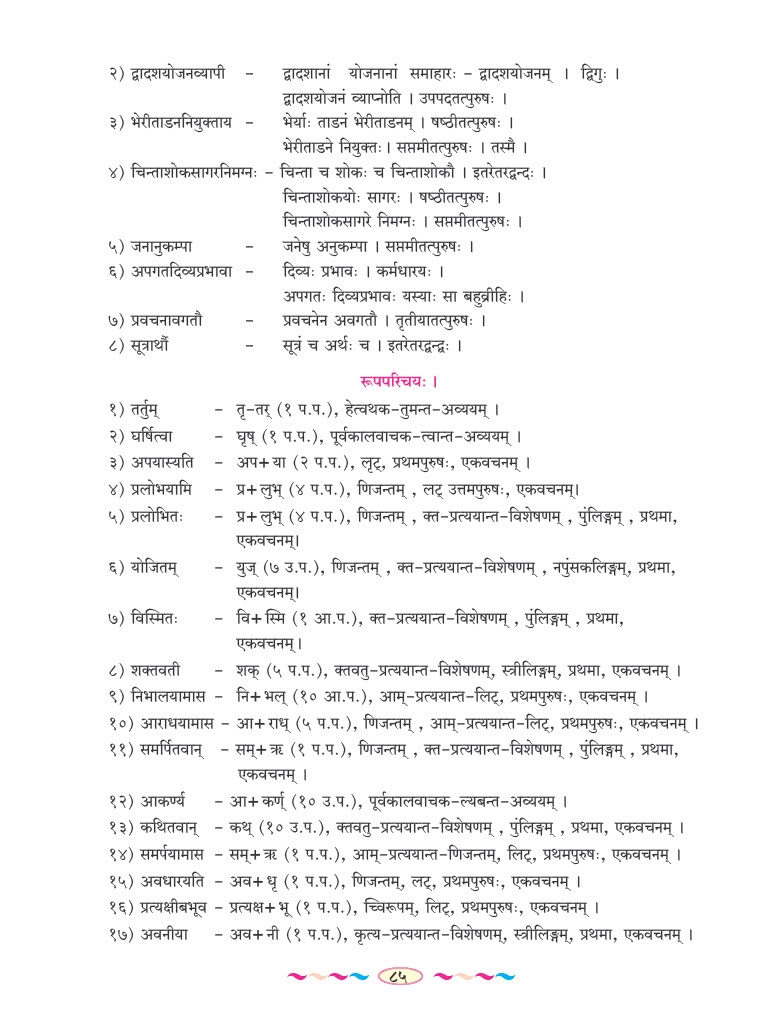 २) द्वादशयोजनव्यापी - द्वादशानां योजनानां समाहारः - द्वादशयोजनम् । द्विगुः ।
द्वादशयोजनं व्याप्नोति । उपपदतत्पुरुषः ।
३) भेरीताडननियुक्ताय - भेर्याः ताडनं भेरीताडनम् । षष्ठीतत्पुरुषः ।
भेरीताडने नियुक्तः। सप्तमीतत्पुरुषः । तस्मै ।
४) चिन्ताशोकसागरनिमग्नः - चिन्ता च शोकः च चिन्ताशोकौ । इतरेतरद्वन्दः ।
चिन्ताशोकयोः सागरः । षष्ठीतत्पुरुषः ।
चिन्ताशोकसागरे निमग्नः । सप्तमीतत्पुरुषः ।
५) जनानुकम्पा - जनेषु अनुकम्पा । सप्तमीतत्पुरुषः ।
६) अपगतदिव्यप्रभावा - दिव्यः प्रभावः । कर्मधारयः ।
अपगतः दिव्यप्रभावः यस्याः सा बहुव्रीहिः ।
७) प्रवचनावगतौ - प्रवचनेन अवगतौ । तृतीयातत्पुरुषः ।
८) सूत्रार्थौ - सूत्रं च अर्थः च । इतरेतरद्वन्द्वः ।
रूपपरिचयः ।
१) तर्तुम् - तृ-तर् (१ प.प.), हेत्वथक-तुमन्त-अव्ययम् ।
२) घर्षित्वा - घृष् (१ प.प.), पूर्वकालवाचक-त्वान्त-अव्ययम् ।
३) अपयास्यति - अप+या (२ प.प.), लृट्, प्रथमपुरुषः, एकवचनम् ।
४) प्रलोभयामि - प्र+लुभ् (४ प.प.), णिजन्तम् , लट् उत्तमपुरुषः, एकवचनम्।
५) प्रलोभितः - प्र+लुभ् (४ प.प.), णिजन्तम् , क्त-प्रत्ययान्त-विशेषणम् , पुंलिङ्गम् , प्रथमा,
एकवचनम्।
६) योजितम् - युज् (७ उ.प.), णिजन्तम् , क्त-प्रत्ययान्त-विशेषणम् , नपुंसकलिङ्गम्, प्रथमा,
एकवचनम्।
७) विस्मितः - वि+स्मि (१ आ.प.), क्त-प्रत्ययान्त-विशेषणम् , पुंलिङ्गम् , प्रथमा,
एकवचनम्।
८) शक्तवती - शक् (५ प.प.), क्तवतु-प्रत्ययान्त-विशेषणम्, स्त्रीलिङ्गम्, प्रथमा, एकवचनम् ।
९) निभालयामास - नि+भल् (१० आ.प.), आम्-प्रत्ययान्त-लिट्, प्रथमपुरुषः, एकवचनम् ।
१०) आराधयामास - आ+राध् (५ प.प.), णिजन्तम् , आम्-प्रत्ययान्त-लिट्, प्रथमपुरुषः, एकवचनम् ।
११) समर्पितवान् - सम्+ऋ (१ प.प.), णिजन्तम् , क्त-प्रत्ययान्त-विशेषणम् , पुंलिङ्गम् , प्रथमा,
एकवचनम् ।
१२) आकर्ण्य - आ+कर्ण् (१० उ.प.), पूर्वकालवाचक-ल्यबन्त-अव्ययम् ।
१३) कथितवान् - कथ् (१० उ.प.), क्तवतु-प्रत्ययान्त-विशेषणम् , पुंलिङ्गम् , प्रथमा, एकवचनम् ।
१४) समर्पयामास - सम्+ऋ (१ प.प.), आम्-प्रत्ययान्त-णिजन्तम्, लिट्, प्रथमपुरुषः, एकवचनम् ।
१५) अवधारयति - अव+धृ (१ प.प.), णिजन्तम्, लट्, प्रथमपुरुषः, एकवचनम् ।
१६) प्रत्यक्षीबभूव - प्रत्यक्ष+भू (१ प.प.), च्विरूपम्, लिट्, प्रथमपुरुषः, एकवचनम् ।
१७) अवनीया - अव+नी (१ प.प.), कृत्य-प्रत्ययान्त-विशेषणम्, स्त्रीलिङ्गम्, प्रथमा, एकवचनम् ।
८५